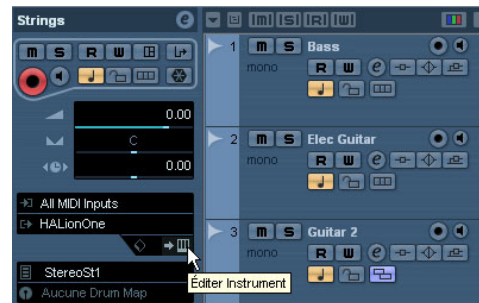 Strings e
M S R W
0.00
C
0.00
All MIDI Inputs
HALionOne
StereoSt1
Aucune Drum Map
Éditer Instrument
M S R W
1 M S Bass
mono R W e
2 M S Elec Guitar
mono R W e
3 M S Guitar 2
mono R W e